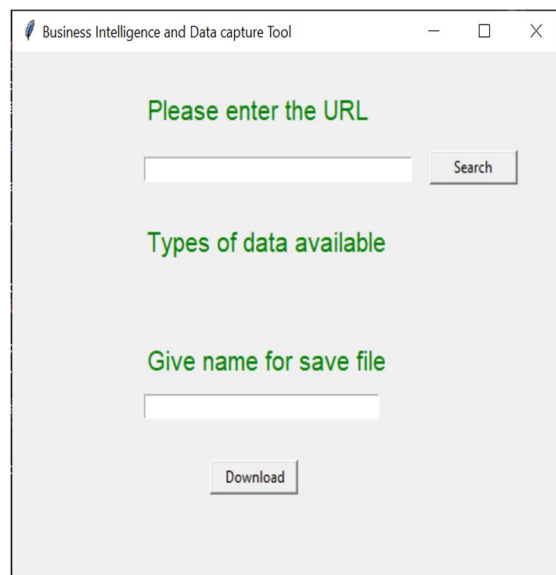 Business Intelligence and Data capture Tool
Please enter the URL
Search
Types of data available
Give name for save file
Download